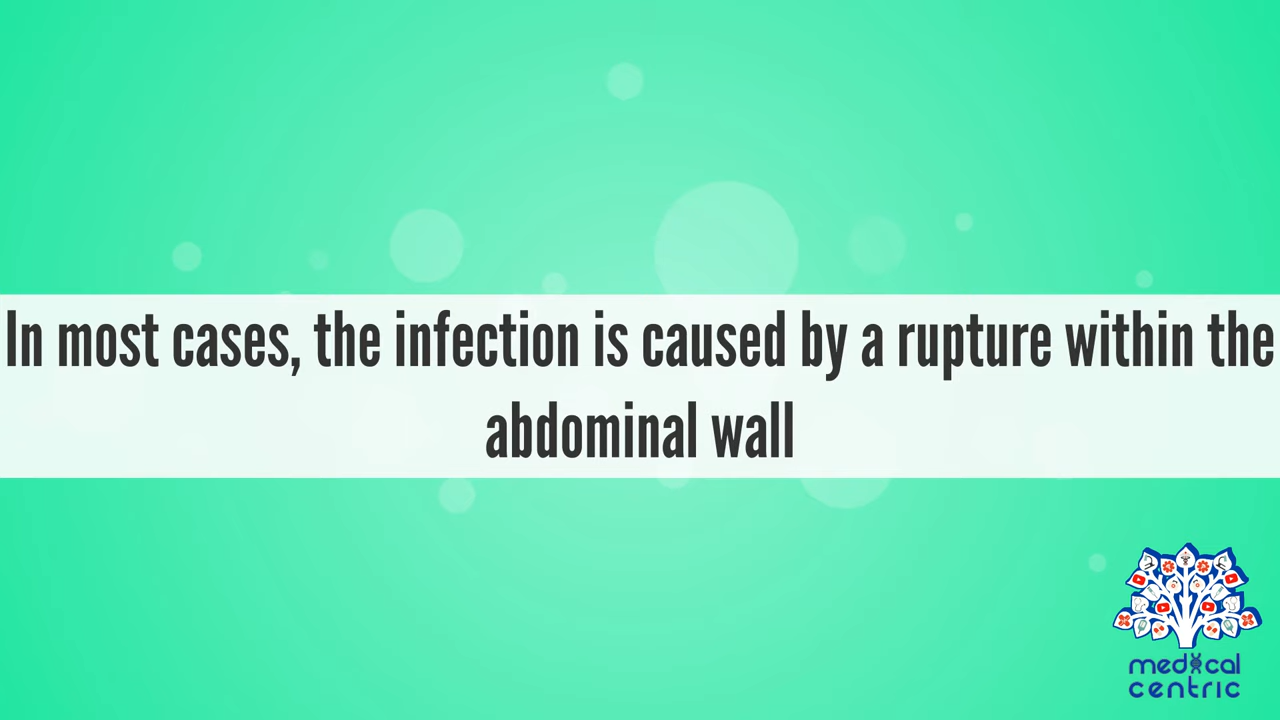 In most cases, the infection is caused by a rupture within the
abdominal wall
medical
centric